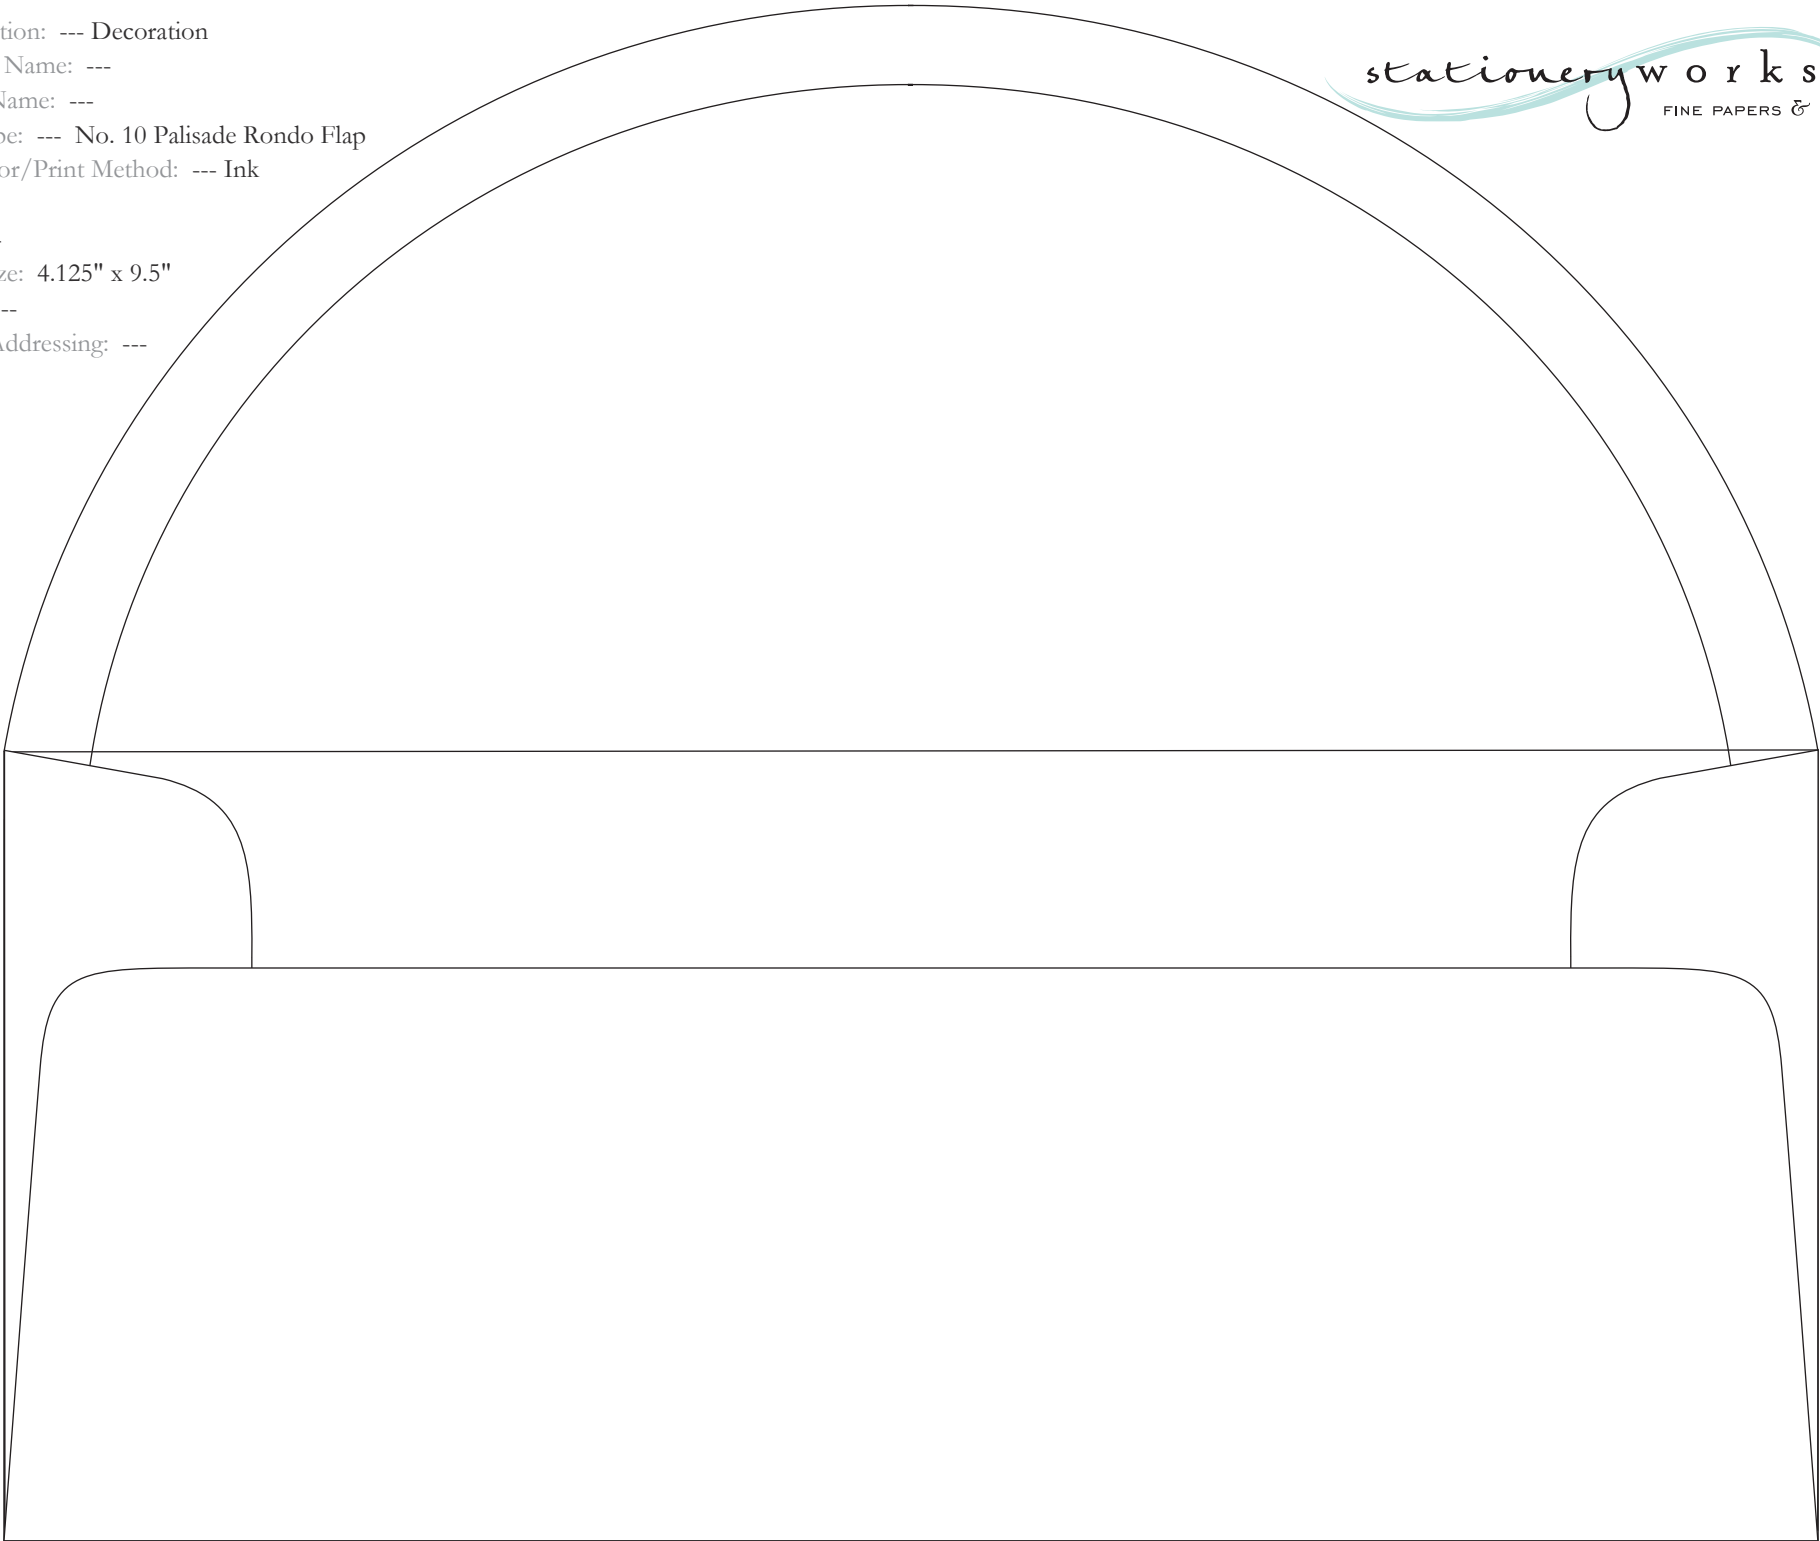 tion: --- Decoration
Name: ---
Name: ---
pe: --- No. 10 Palisade Rondo Flap
or/Print Method: --- Ink
ze: 4.125" x 9.5"
--
Addressing: ---
stationeryworks
FINE PAPERS &